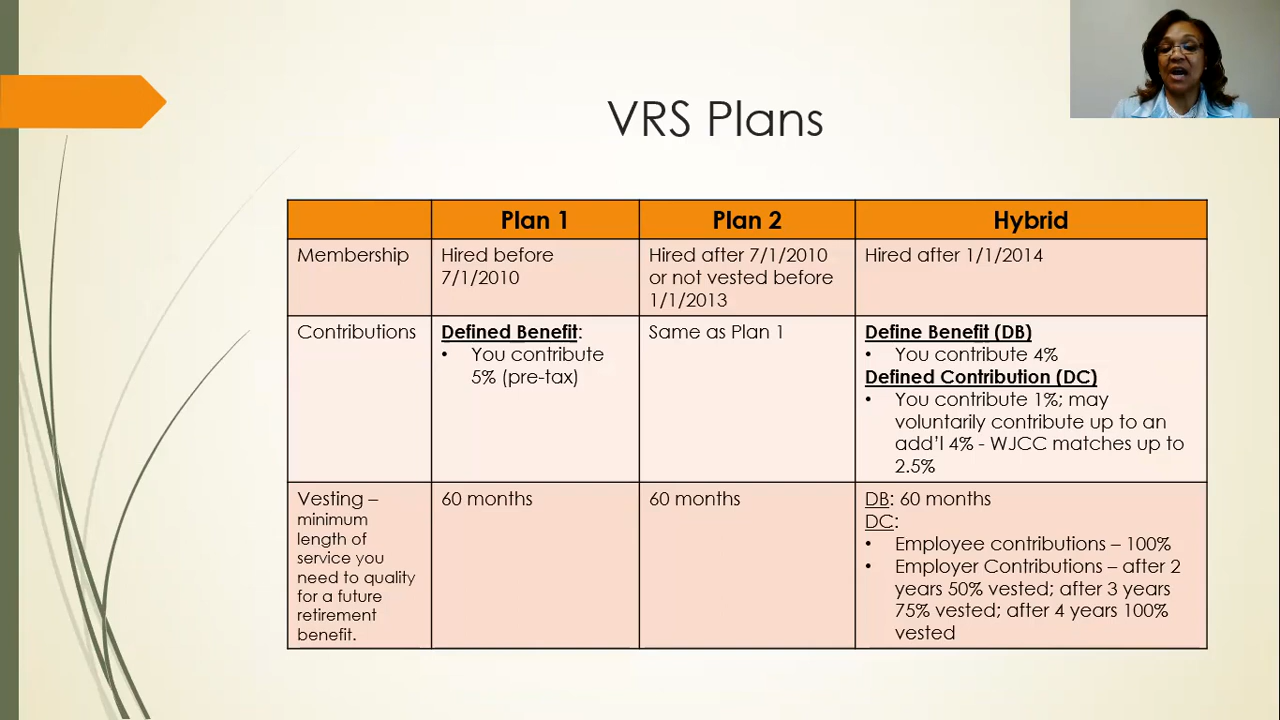 VRS Plans
Plan 1
Plan 2
Hybrid
Membership
Hired before
7/1/2010
Hired after 7/1/2010
or not vested before
1/1/2013
Hired after 1/1/2014
Contributions
Defined Benefit:
• You contribute
5% (pre-tax)
Same as Plan 1
Define Benefit (DB)
• You contribute 4%
Defined Contribution (DC)
• You contribute 1%; may
voluntarily contribute up to an
add'l 4% - WJCC matches up to
2.5%
Vesting –
minimum
length of
service you
need to quality
for a future
retirement
benefit.
60 months
60 months
DB: 60 months
DC:
• Employee contributions – 100%
• Employer Contributions – after 2
years 50% vested; after 3 years
75% vested; after 4 years 100%
vested